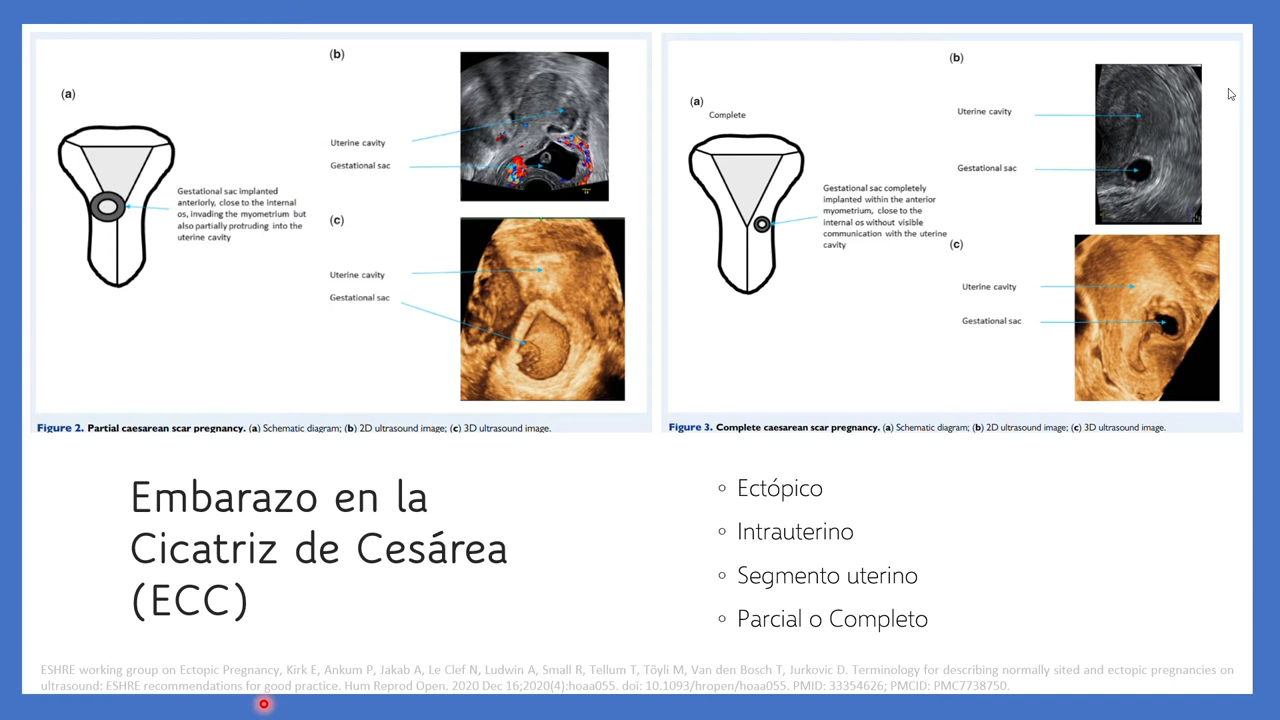 (a)
(b)
Uterine cavity
Gestational sac
Gestational sac implanted
anteriorly, close to the internal
os, invading the myometrium but
also partially protruding into the
uterine cavity
(c)
Uterine cavity
Gestational sac
Figure 2. Partial caesarean scar pregnancy. (a) Schematic diagram; (b) 2D ultrasound image; (c) 3D ultrasound image.
(a)
Complete
(b)
Uterine cavity
Gestational sac
Gestational sac completely
implanted within the anterior
myometrium, close to the
internal os without visible
communication with the uterine
cavity
(c)
Uterine cavity
Gestational sac
Figure 3. Complete caesarean scar pregnancy. (a) Schematic diagram; (b) 2D ultrasound image; (c) 3D ultrasound image.
Embarazo en la
Cicatriz de Cesárea
(ECC)
Ectópico
Intrauterino
Segmento uterino
Parcial o Completo
ESHRE working group on Ectopic Pregnancy, Kirk E, Ankum P, Jakab A, Le Clef N, Ludwin A, Small R, Tellum T, Töyli M, Van den Bosch T, Jurkovic D. Terminology for describing normally sited and ectopic pregnancies on
ultrasound: ESHRE recommendations for good practice. Hum Reprod Open. 2020 Dec 16;2020(4):hoaa055. doi: 10.1093/hropen/hoaa055. PMID: 33354626; PMCID: PMC7738750.